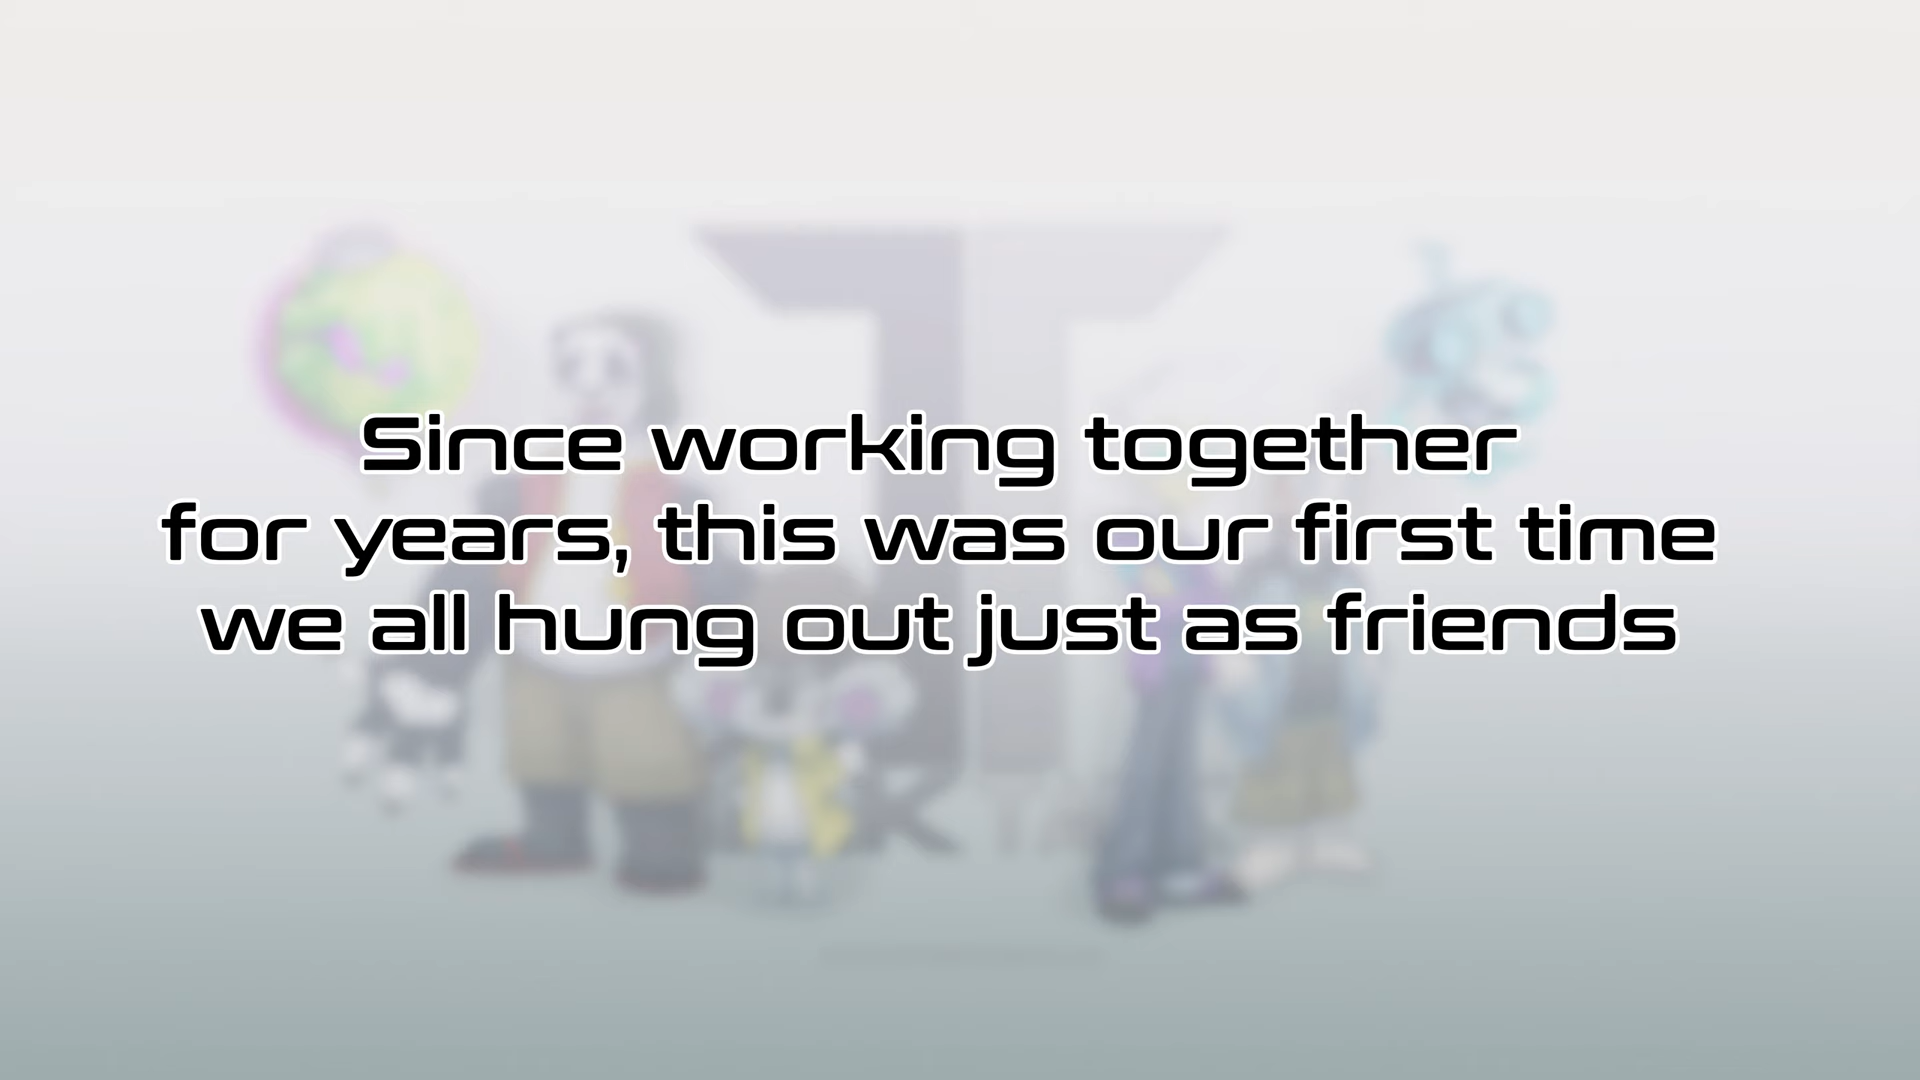 Since working together
for years, this was our first time
we all hung out just as friends